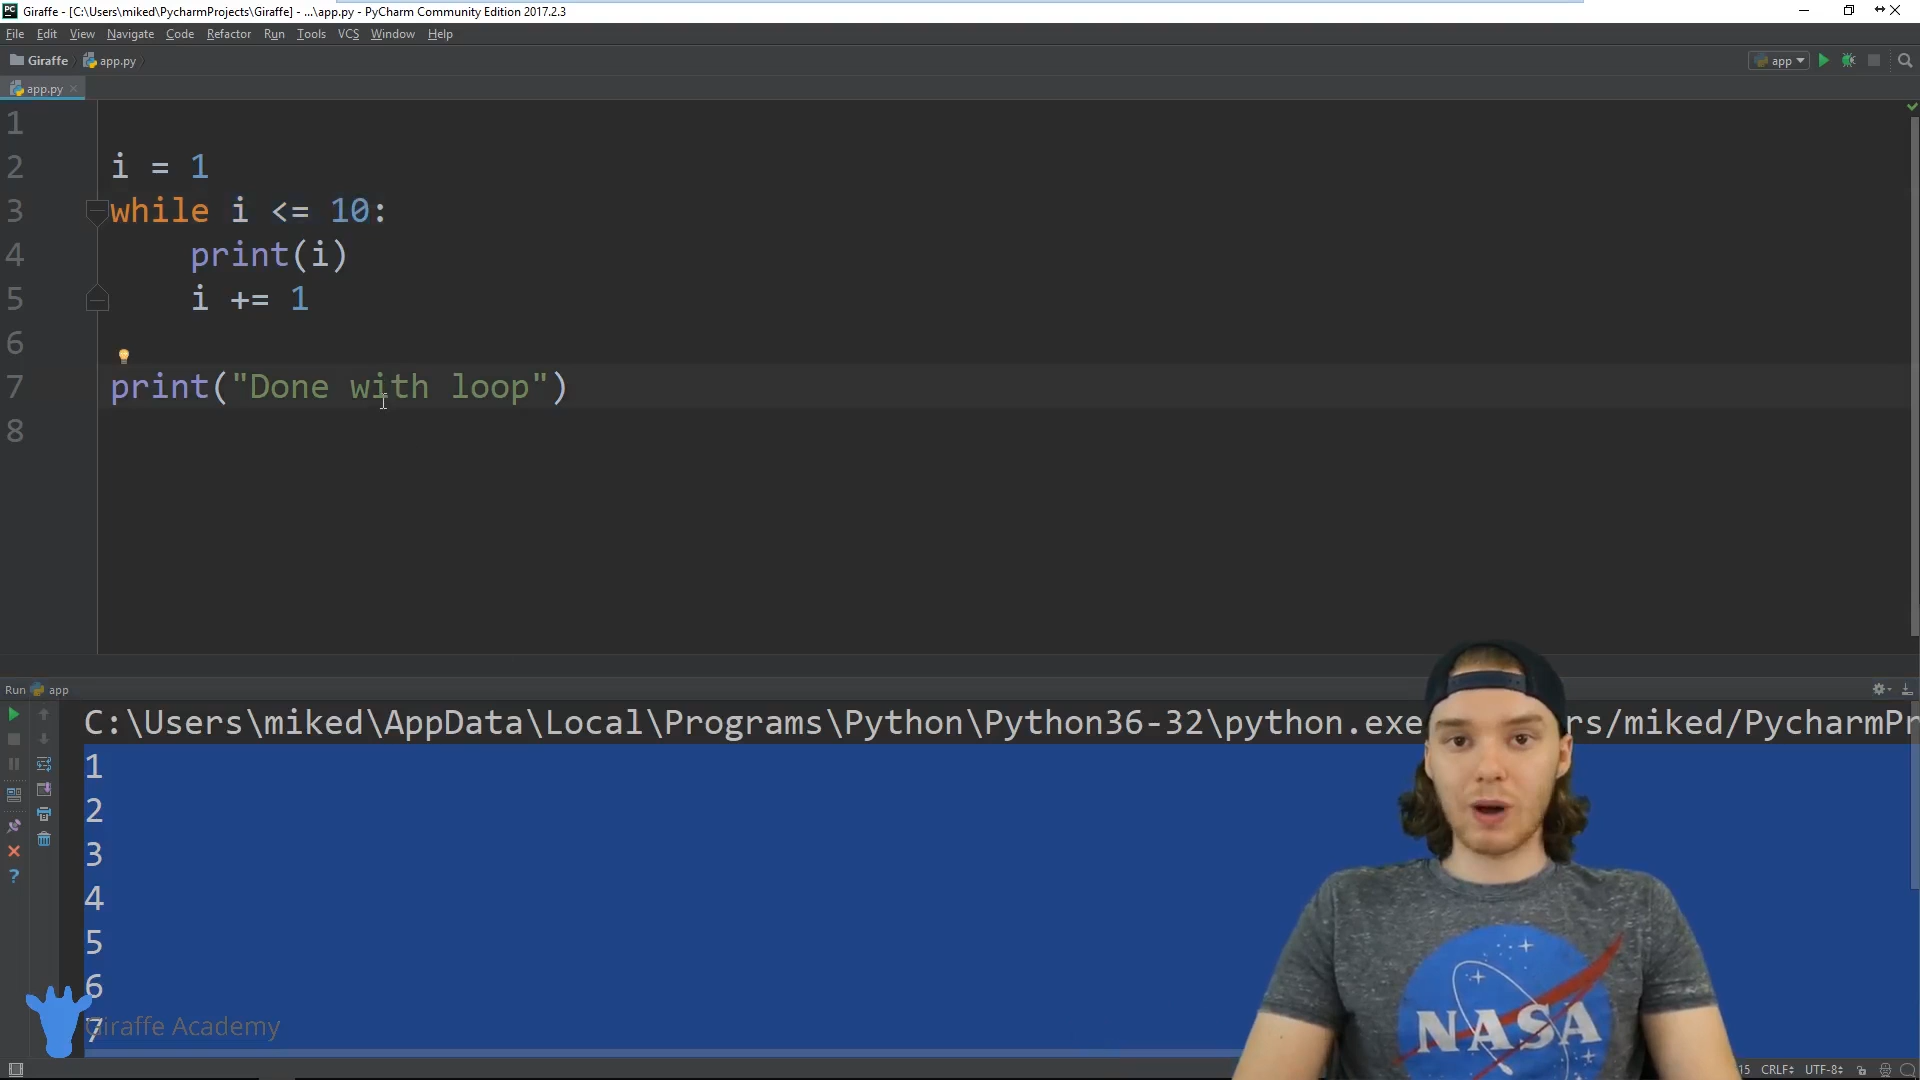 Giraffe - [C:\Users\miked\PycharmProjects\Giraffe] - ...\app.py - PyCharm Community Edition 2017.2.3
File Edit View Navigate Code Refactor Run Tools VCS Window Help
Giraffe app.py app
app.py
1
2 i = 1
3 while i <= 10:
4 print(i)
5 i += 1
6
7 print("Done with loop")
8
Run app
C:\Users\miked\AppData\Local\Programs\Python\Python36-32\python.exe rs/miked/PycharmPr
1
2
3
4
5
6
7
Giraffe Academy
NASA
15 CRLF UTF-8